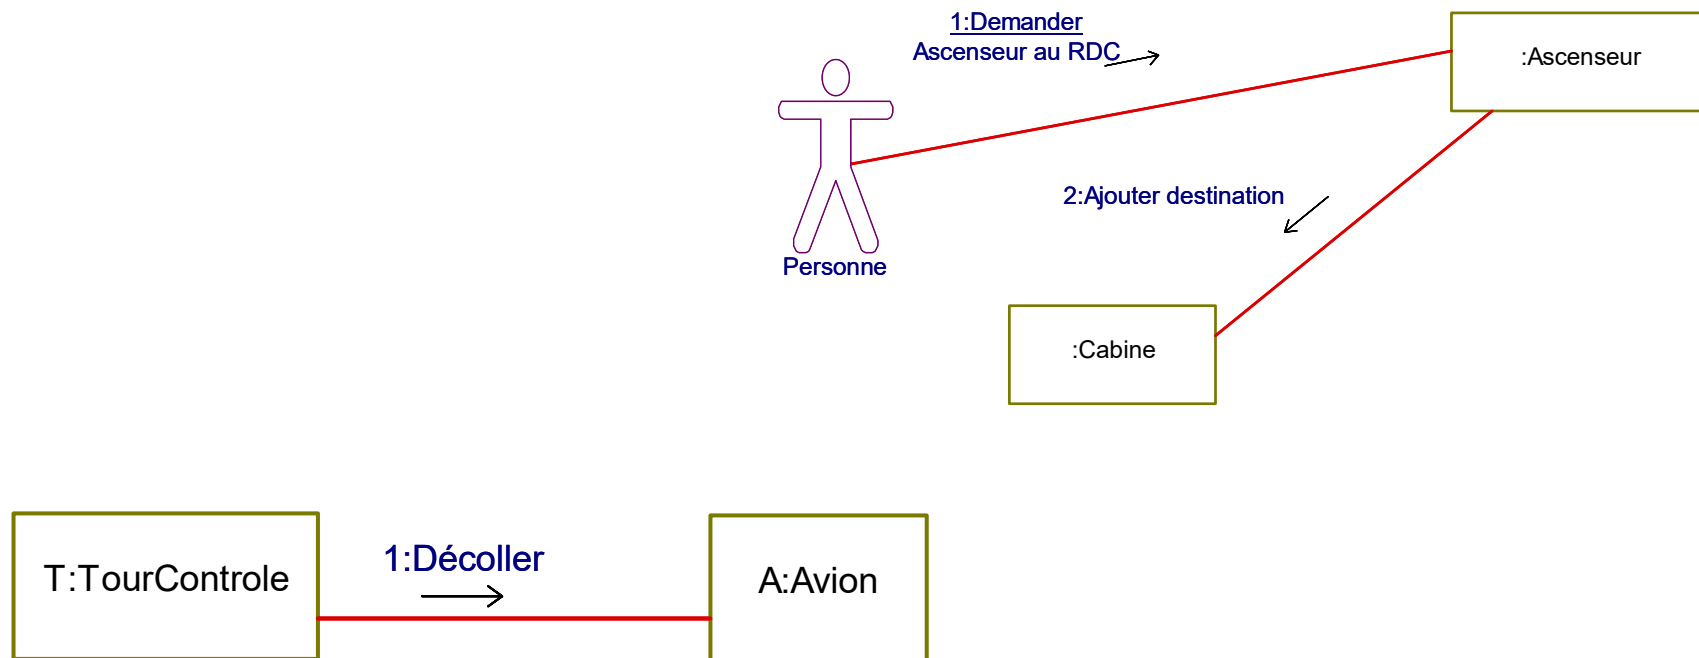 1:Demander
Ascenseur au RDC
:Ascenseur
2:Ajouter destination
Personne
:Cabine
T:TourControle
1:Décoller
A:Avion